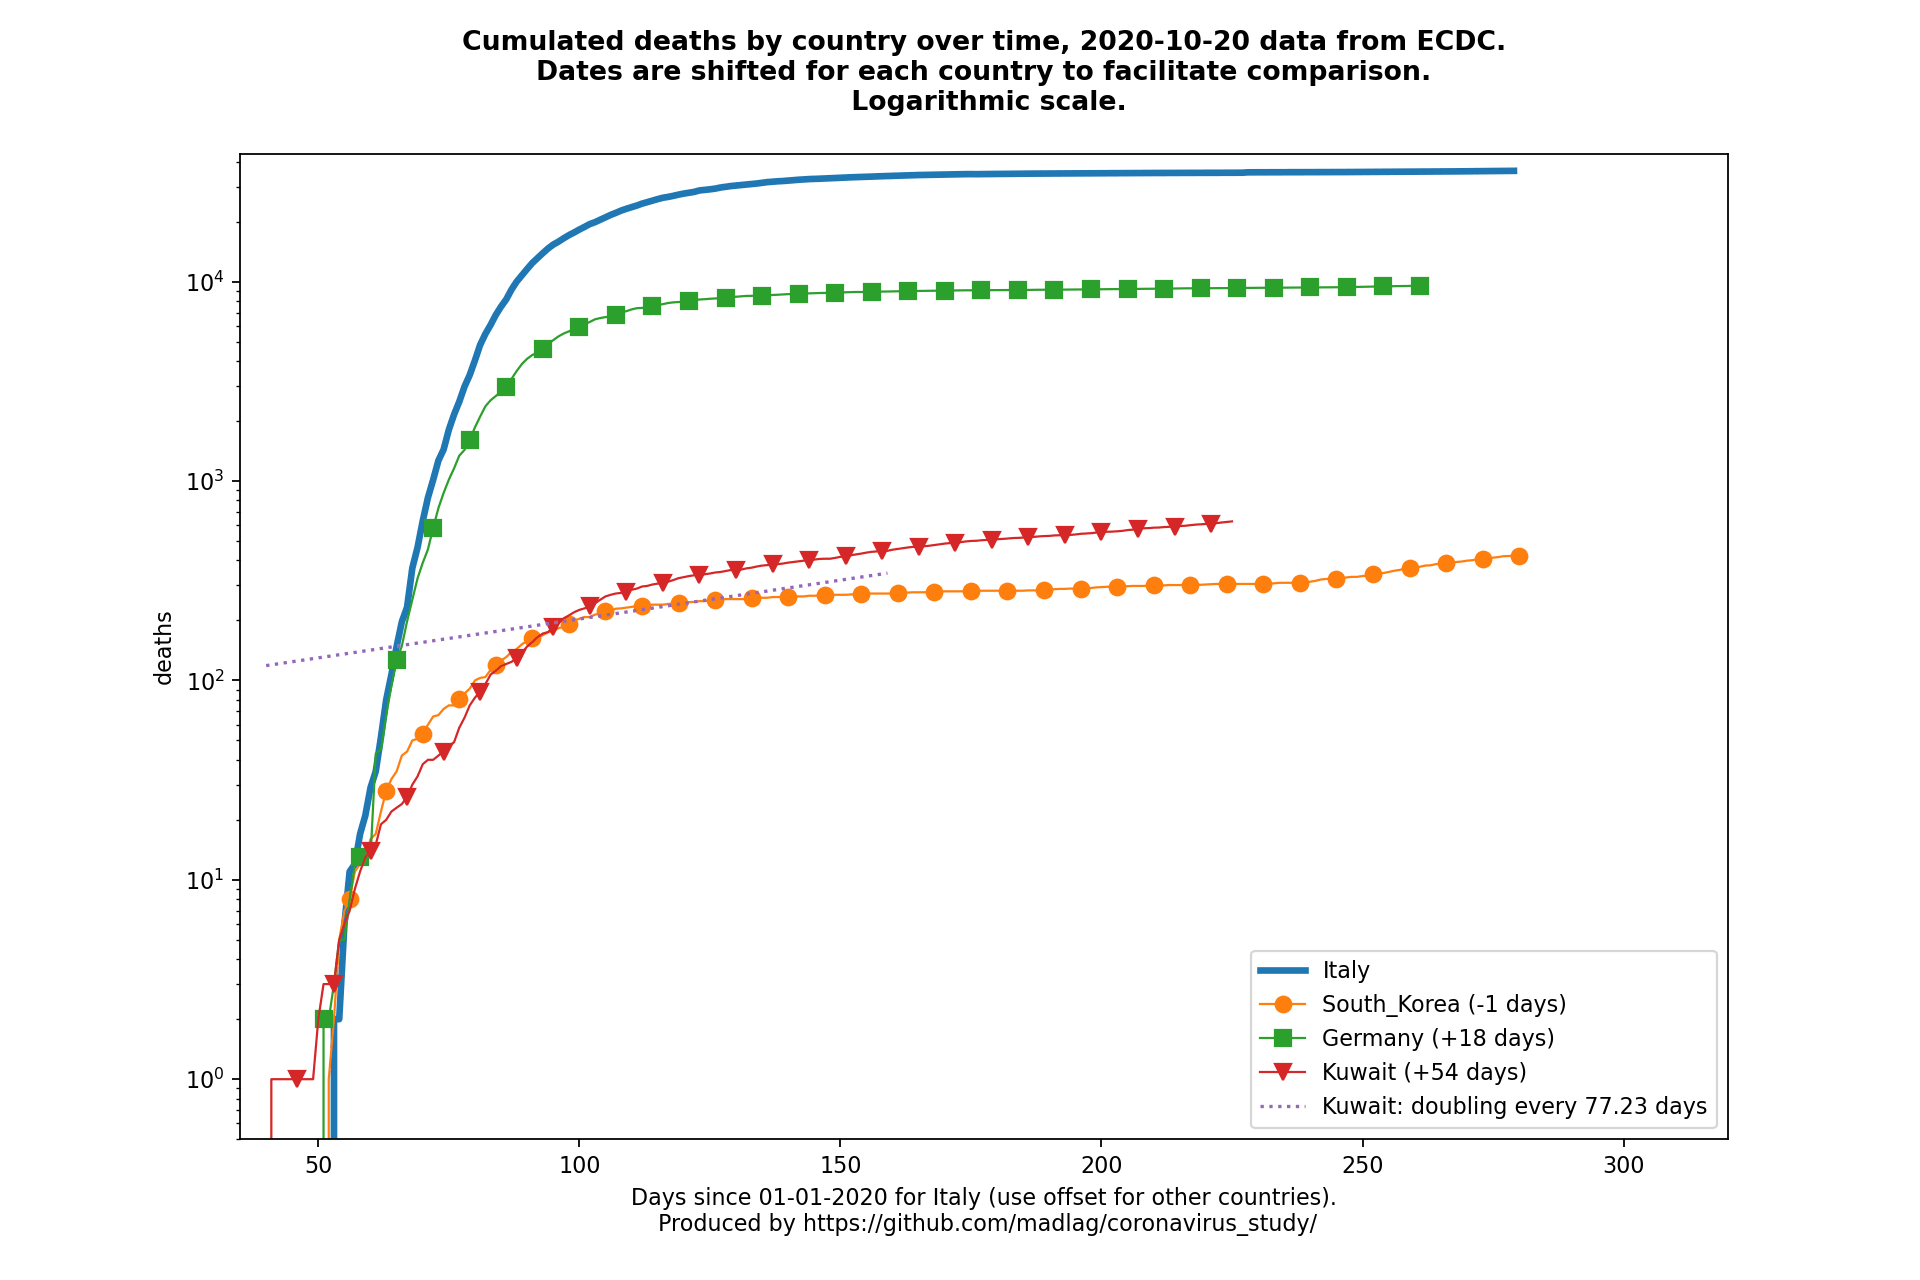 Cumulated deaths by country over time, 2020-10-20 data from ECDC.
Dates are shifted for each country to facilitate comparison.
Logarithmic scale.
deaths
10⁴
10³
10²
10¹
10⁰
50 100 150 200 250 300
Italy
South_Korea (-1 days)
Germany (+18 days)
Kuwait (+54 days)
Kuwait: doubling every 77.23 days
Days since 01-01-2020 for Italy (use offset for other countries).
Produced by https://github.com/madlag/coronavirus_study/